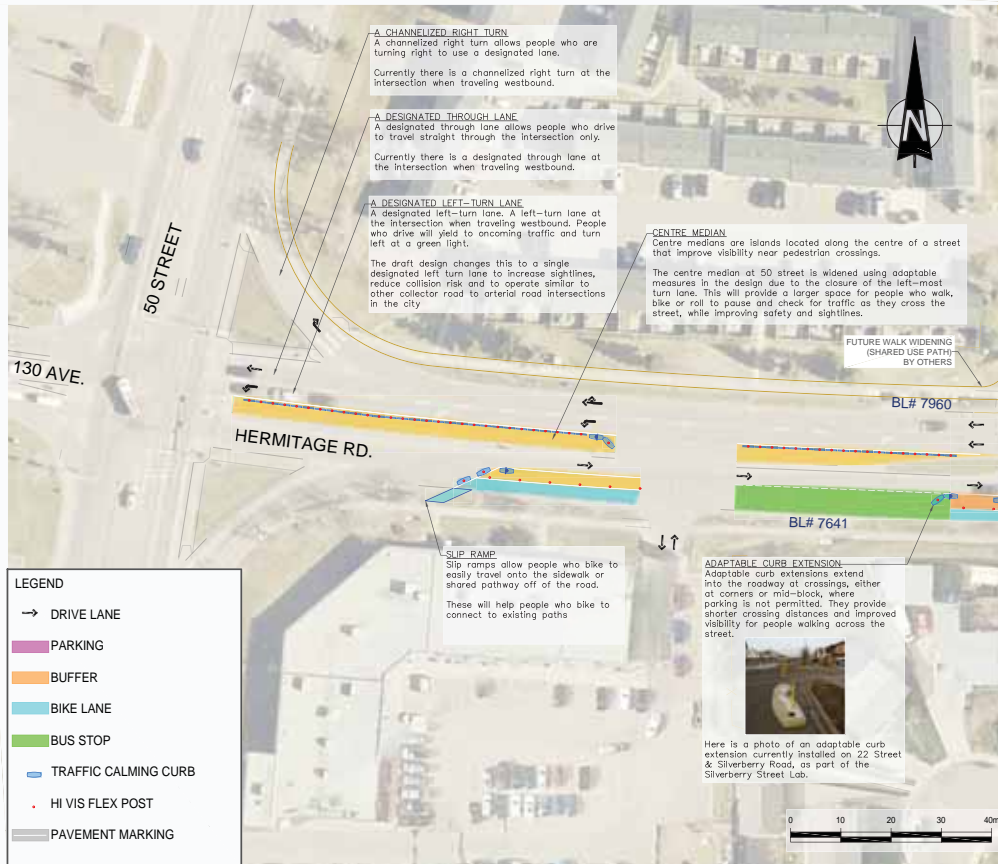 A CHANNELIZED RIGHT TURN
A channelized right turn allows people who are
turning right to use a designated lane.
Currently there is a channelized right turn at the
intersection when traveling westbound.
A DESIGNATED THROUGH LANE
A designated through lane allows people who drive
to travel straight through the intersection only.
Currently there is a designated through lane at
the intersection when traveling westbound.
A DESIGNATED LEFT-TURN LANE
A designated left-turn lane. A left-turn lane at
the intersection when traveling westbound. People
who drive will yield to oncoming traffic and turn
left at a green light.
The draft design changes this to a single
designated left turn lane to increase sightlines,
reduce collision risk and to operate similar to
other collector road to arterial road intersections
in the city
N
CENTRE MEDIAN
Centre medians are islands located along the centre of a street
that improve visibility near pedestrian crossings.
The centre median at 50 street is widened using adaptable
measures in the design due to the closure of the left-most
turn lane. This will provide a larger space for people who walk,
bike or roll to pause and check for traffic as they cross the
street, while improving safety and sightlines.
FUTURE WALK WIDENING
(SHARED USE PATH)
BY OTHERS
50 STREET
130 AVE.
HERMITAGE RD.
BL# 7960
BL# 7641
SLIP RAMP
Slip ramps allow people who bike to
easily travel onto the sidewalk or
shared pathway off of the road.
These will help people who bike to
connect to existing paths
ADAPTABLE CURB EXTENSION
Adaptable curb extensions extend
into the roadway at crossings, either
at corners or mid-block, where
parking is not permitted. They provide
shorter crossing distances and improved
visibility for people walking across the
street.
Here is a photo of an adaptable curb
extension currently installed on 22 Street
& Silverberry Road, as part of the
Silverberry Street Lab.
LEGEND
DRIVE LANE
PARKING
BUFFER
BIKE LANE
BUS STOP
TRAFFIC CALMING CURB
HI VIS FLEX POST
PAVEMENT MARKING
0 10 20 30 40m